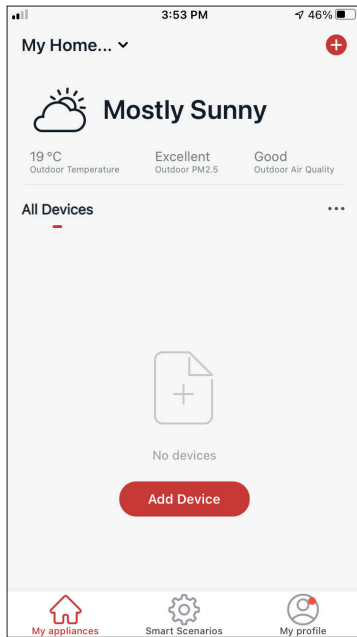 3:53 PM
46%
My Home...
Mostly Sunny
19 °C Excellent Good
Outdoor Temperature Outdoor PM2.5 Outdoor Air Quality
All Devices
...
No devices
Add Device
My appliances Smart Scenarios My profile